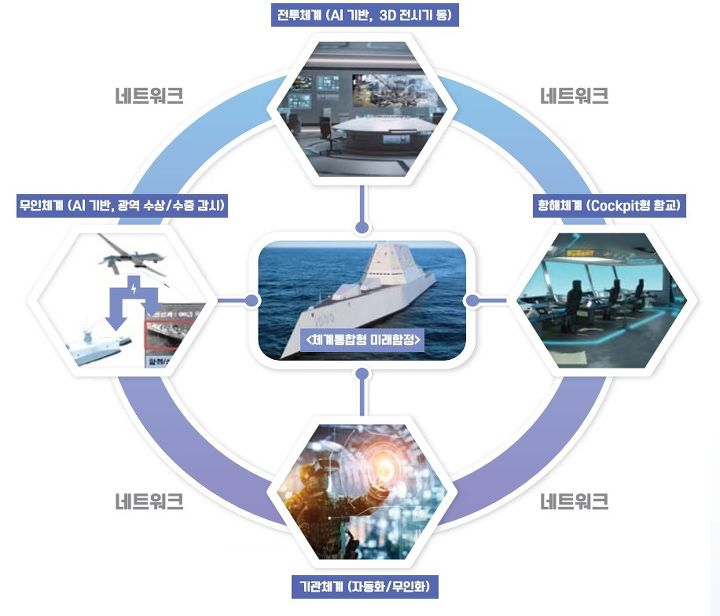 전투체계 (AI 기반, 3D 전시기 등)
네트워크
네트워크
무인체계 (AI 기반, 광역 수상/수중 감시)
항해체계 (Cockpit형 함교)
<체계통합형 미래함정>
네트워크
네트워크
기관체계 (자동화/무인화)